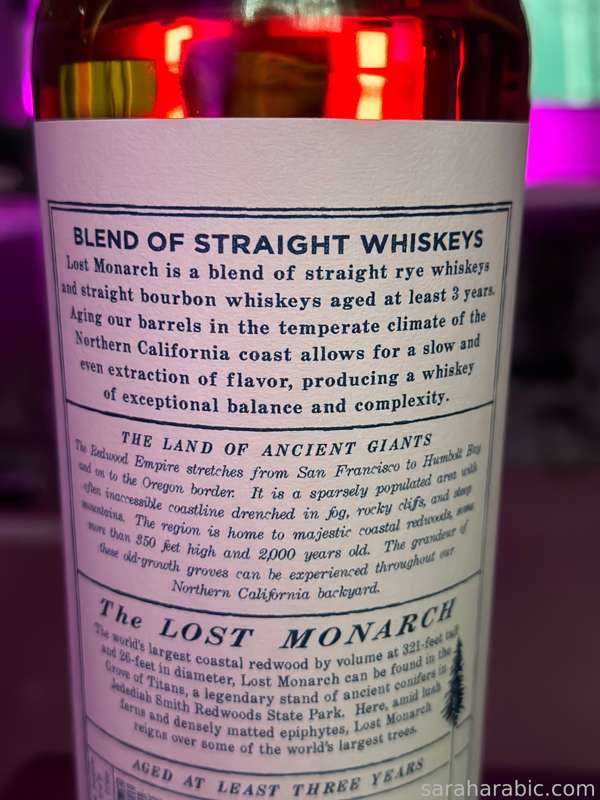 BLEND OF STRAIGHT WHISKEYS
Lost Monarch is a blend of straight rye whiskeys
and straight bourbon whiskeys aged at least 3 years.
Aging our barrels in the temperate climate of the
Northern California coast allows for a slow and
even extraction of flavor, producing a whiskey
of exceptional balance and complexity.
THE LAND OF ANCIENT GIANTS
The Redwood Empire stretches from San Francisco to Humbolt Bay
and on to the Oregon border. It is a sparsely populated area with
often inaccessible coastline drenched in fog, rocky cliffs, and steep
mountains. The region is home to majestic coastal redwoods, some
more than 350 feet high and 2,000 years old. The grandeur of
these old-growth groves can be experienced throughout our
Northern California backyard.
The LOST MONARCH
The world's largest coastal redwood by volume at 321-feet tall
and 26-feet in diameter, Lost Monarch can be found in the
Grove of Titans, a legendary stand of ancient conifers in
Jedediah Smith Redwoods State Park. Here, amid lush
ferns and densely matted epiphytes, Lost Monarch
reigns over some of the world's largest trees.
AGED AT LEAST THREE YEARS
saraharabic.com